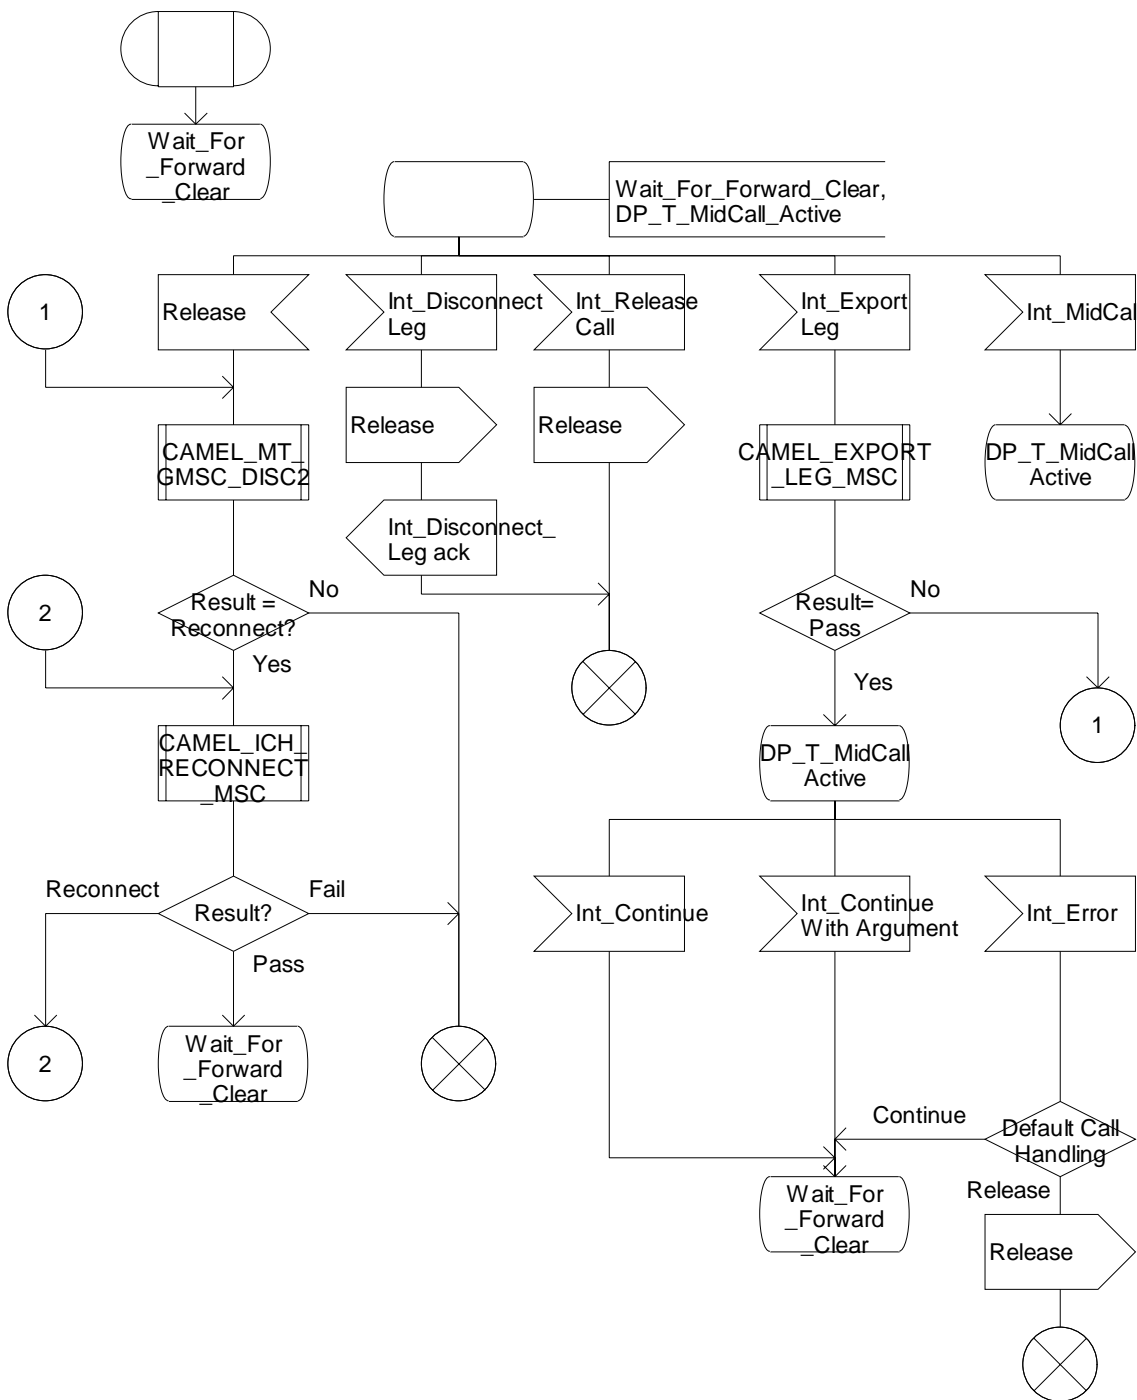 Wait_For
_Forward
_Clear
Wait_For_Forward_Clear,
DP_T_MidCall_Active
1
Release
Int_Disconnect
Leg
Int_Release
Call
Int_Export
Leg
Int_MidCal
Release
Release
CAMEL_MT_
GMSC_DISC2
CAMEL_EXPORT
_LEG_MSC
DP_T_MidCall
Active
Int_Disconnect_
Leg ack
2
Result =
Reconnect?
No
Yes
Result=
Pass
No
Yes
1
CAMEL_ICH_
RECONNECT
_MSC
DP_T_MidCall
Active
Reconnect
Result?
Fail
Pass
Int_Continue
Int_Continue
With Argument
Int_Error
2
Wait_For
_Forward
_Clear
Continue
Default Call
Handling
Release
Wait_For
_Forward
_Clear
Release